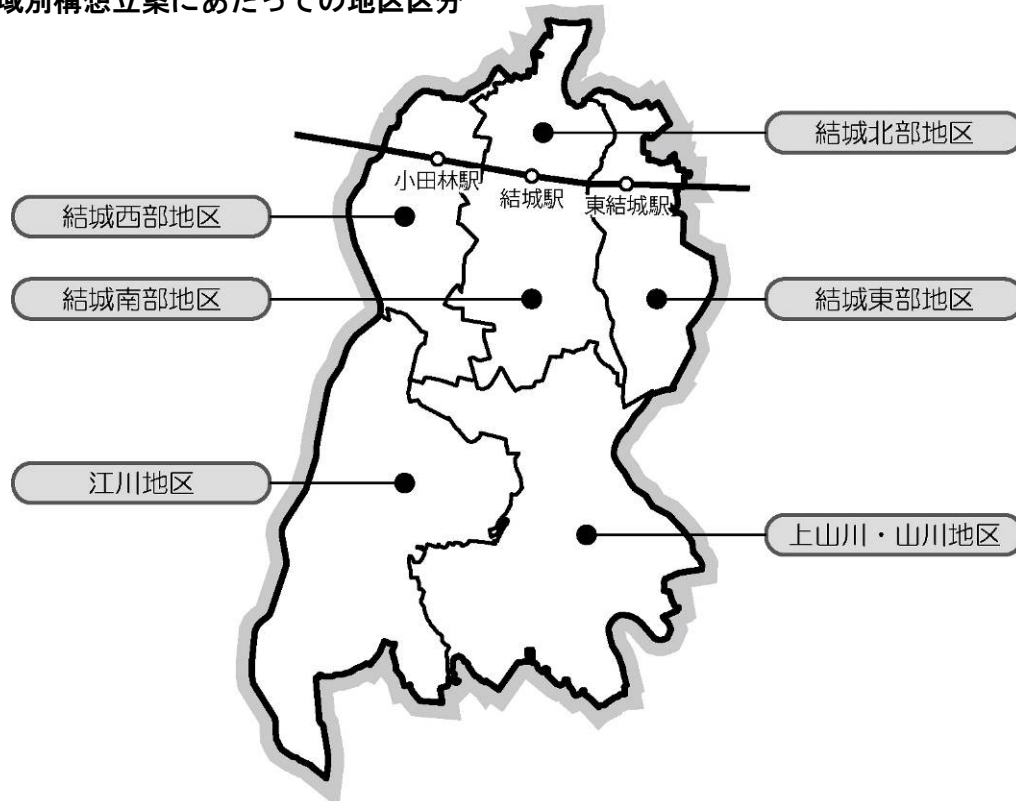 域別構想立案にあたっての地区区分
結城北部地区
小田林駅
結城駅
東結城駅
結城西部地区
結城南部地区
結城東部地区
江川地区
上山川・山川地区